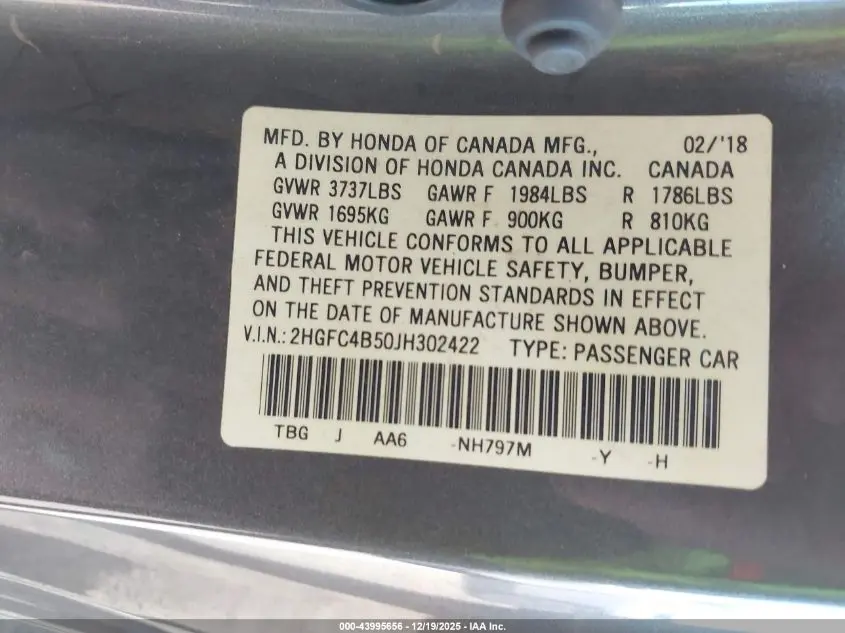 MFD. BY HONDA OF CANADA MFG., 02/'18
A DIVISION OF HONDA CANADA INC. CANADA
GVWR 3737LBS GAWR F 1984LBS R 1786LBS
GVWR 1695KG GAWR F 900KG R 810KG
THIS VEHICLE CONFORMS TO ALL APPLICABLE
FEDERAL MOTOR VEHICLE SAFETY, BUMPER,
AND THEFT PREVENTION STANDARDS IN EFFECT
ON THE DATE OF MANUFACTURE SHOWN ABOVE.
V.I.N.: 2HGFC4B50JH302422 TYPE: PASSENGER CAR
TBG J AA6 -NH797M -Y -H
000-43995656 - 12/19/2025 - IAA Inc.